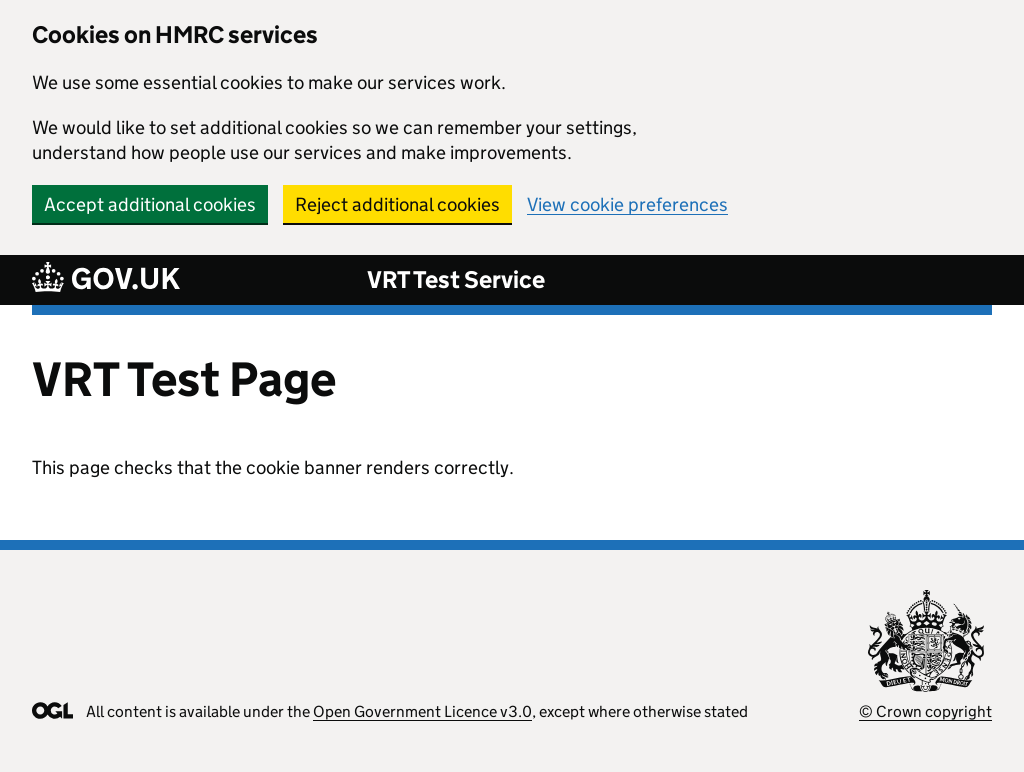 Cookies on HMRC services
We use some essential cookies to make our services work.
We would like to set additional cookies so we can remember your settings,
understand how people use our services and make improvements.
Accept additional cookies Reject additional cookies View cookie preferences
GOV.UK VRT Test Service
VRT Test Page
This page checks that the cookie banner renders correctly.
DIEU ET MON DROIT
OGL All content is available under the Open Government Licence v3.0, except where otherwise stated © Crown copyright